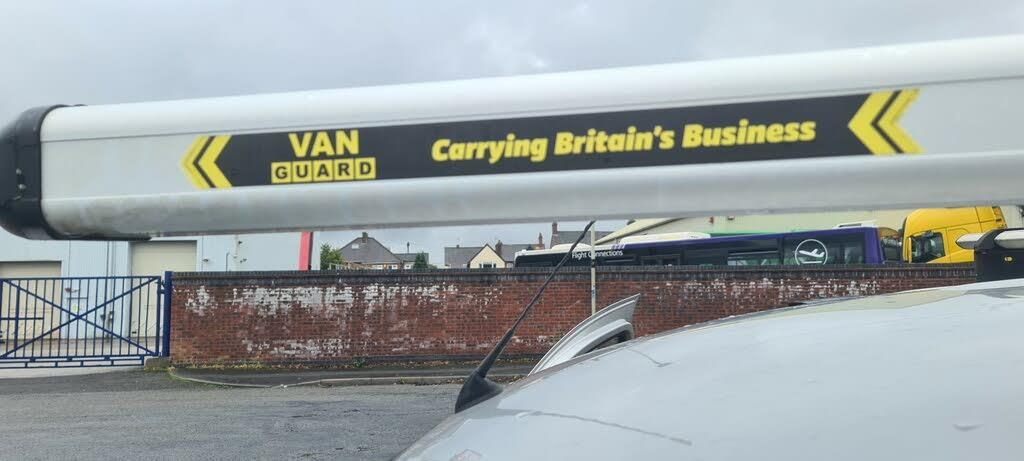 VAN
GUARD
Carrying Britain's Business
Flight Connections